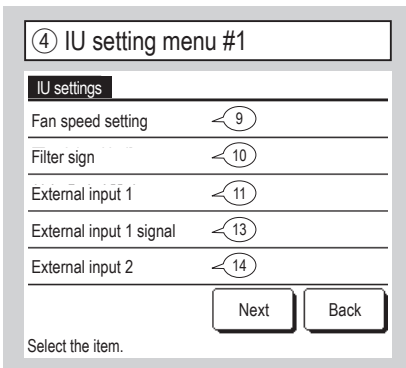 ④ IU setting menu #1
IU settings
Fan speed setting 9
Filter sign 10
External input 1 11
External input 1 signal 13
External input 2 14
Next Back
Select the item.